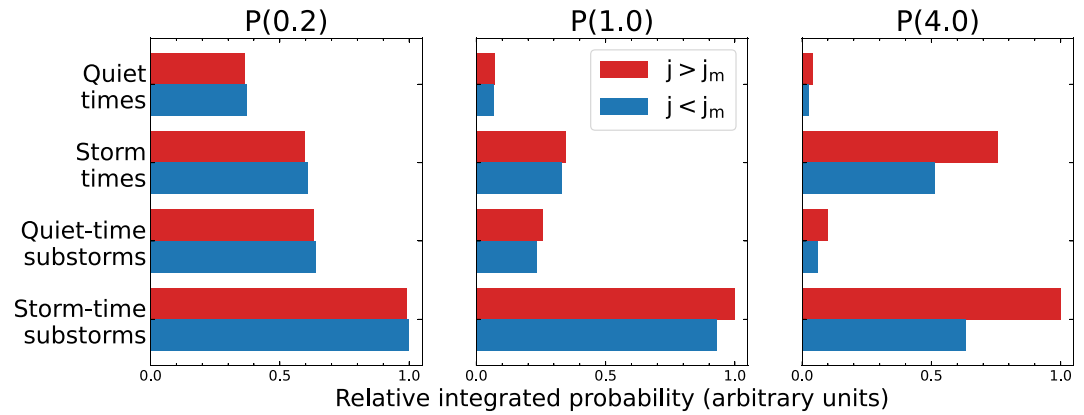 P(0.2) P(1.0) P(4.0)
Quiet
times
Storm
times
Quiet-time
substorms
Storm-time
substorms
j > jₘ
j < jₘ
0.0 0.5 1.0 0.0 0.5 1.0 0.0 0.5 1.0
Relative integrated probability (arbitrary units)